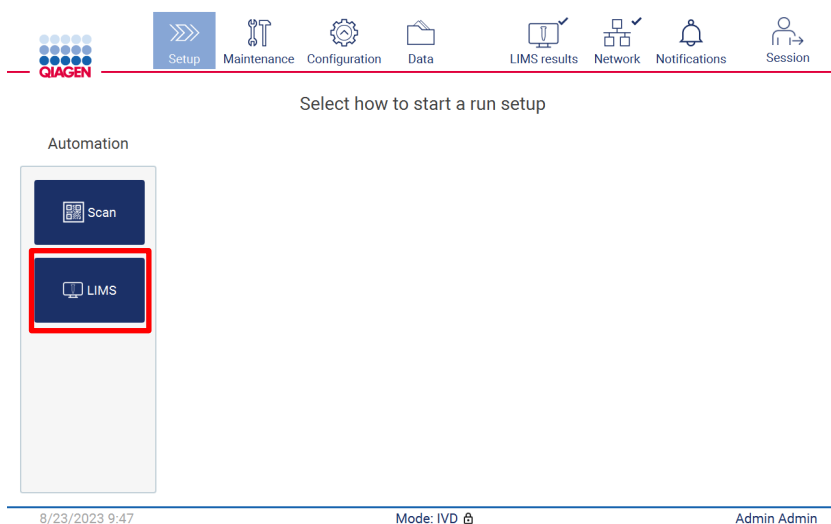 QIAGEN
Setup Maintenance Configuration Data LIMS results Network Notifications Session
Select how to start a run setup
Automation
Scan
LIMS
8/23/2023 9:47 Mode: IVD Admin Admin